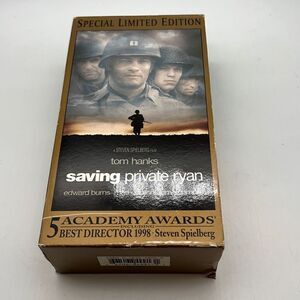 SPECIAL LIMITED EDITION
A STEVEN SPIELBERG FILM
tom hanks
saving private ryan
edward burns
5 ACADEMY AWARDS
INCLUDING
BEST DIRECTOR 1998 Steven Spielberg